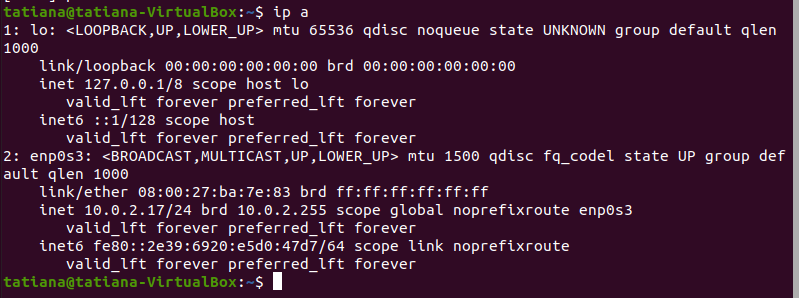 tatiana@tatiana-VirtualBox:~$ ip a
1: lo: <LOOPBACK,UP,LOWER_UP> mtu 65536 qdisc noqueue state UNKNOWN group default qlen
1000
    link/loopback 00:00:00:00:00:00 brd 00:00:00:00:00:00
    inet 127.0.0.1/8 scope host lo
       valid_lft forever preferred_lft forever
    inet6 ::1/128 scope host
       valid_lft forever preferred_lft forever
2: enp0s3: <BROADCAST,MULTICAST,UP,LOWER_UP> mtu 1500 qdisc fq_codel state UP group def
ault qlen 1000
    link/ether 08:00:27:ba:7e:83 brd ff:ff:ff:ff:ff:ff
    inet 10.0.2.17/24 brd 10.0.2.255 scope global noprefixroute enp0s3
       valid_lft forever preferred_lft forever
    inet6 fe80::2e39:6920:e5d0:47d7/64 scope link noprefixroute
       valid_lft forever preferred_lft forever
tatiana@tatiana-VirtualBox:~$